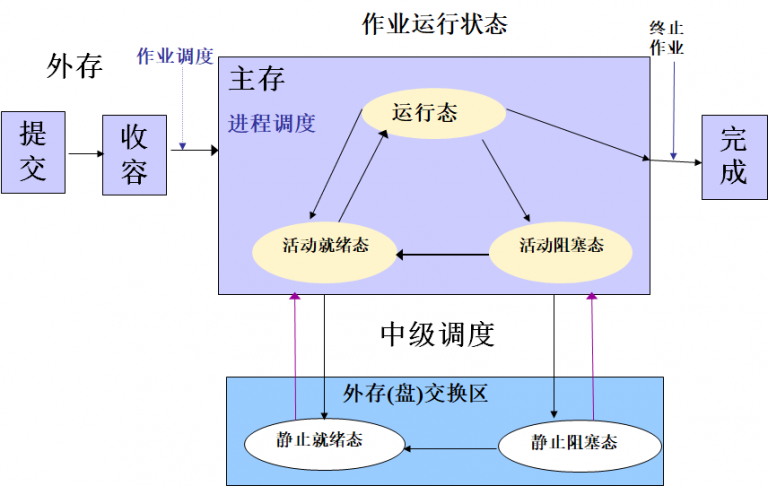 作业运行状态
终止
作业
外存
作业调度
主存
进程调度
运行态
提
交
收
容
完
成
活动就绪态
活动阻塞态
中级调度
外存(盘)交换区
静止就绪态
静止阻塞态